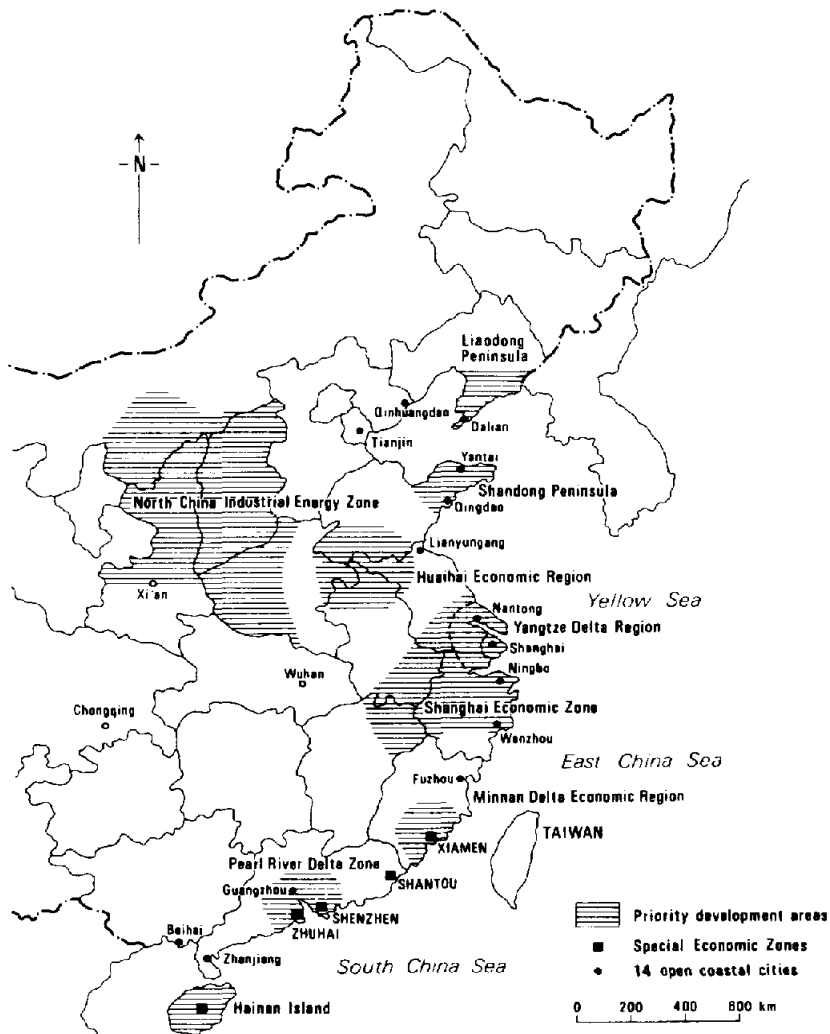 -N-
Liaodong
Peninsula
Qinhuangdao
Dalian
Tianjin
Yantai
Shandong Peninsula
North China Industrial Energy Zone
Qingdao
Lianyungang
Huaihai Economic Region
Xi'an
Yellow Sea
Nantong
Yangtze Delta Region
Shanghai
Wuhan
Ningbo
Shanghai Economic Zone
Chongqing
Wenzhou
East China Sea
Fuzhou
Minnan Delta Economic Region
TAIWAN
XIAMEN
Pearl River Delta Zone
SHANTOU
Guangzhou
SHENZHEN
ZHUHAI
Beihai
Zhanjiang
South China Sea
Hainan Island
Priority development areas
Special Economic Zones
14 open coastal cities
0 200 400 600 800 km